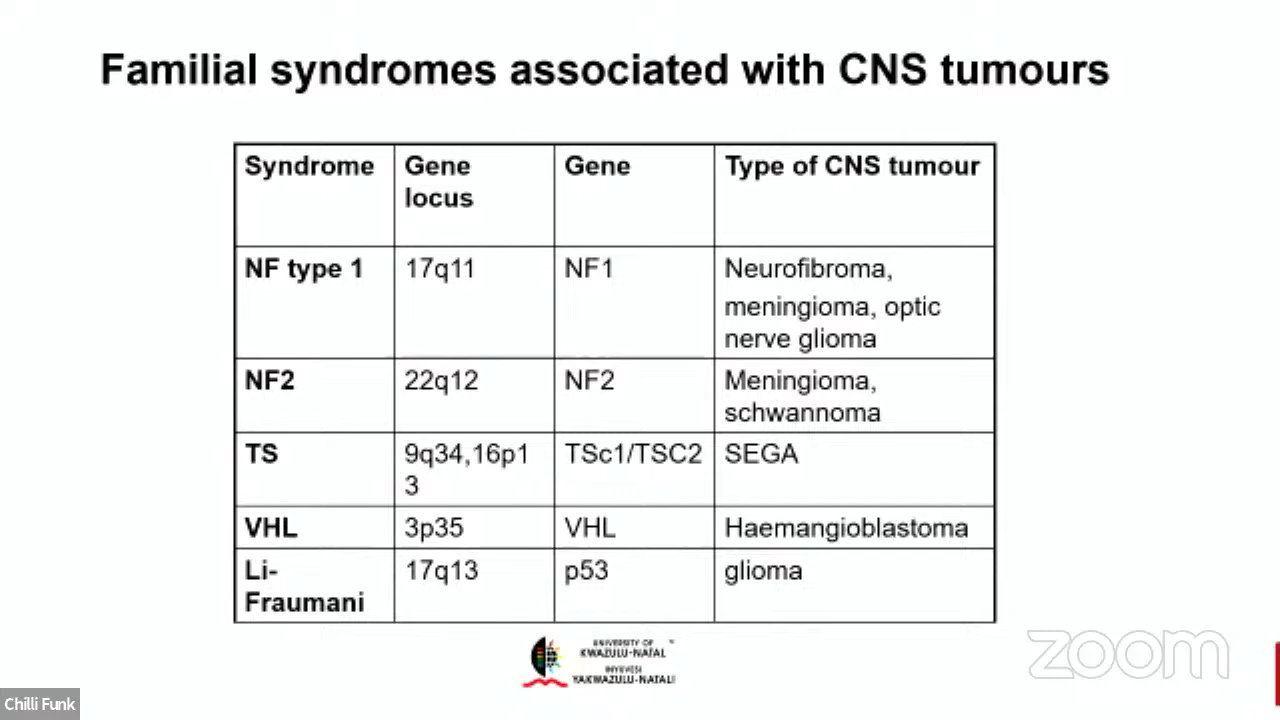 Familial syndromes associated with CNS tumours
Syndrome
Gene
locus
Gene
Type of CNS tumour
NF type 1
17q11
NF1
Neurofibroma,
meningioma, optic
nerve glioma
NF2
22q12
NF2
Meningioma,
schwannoma
TS
9q34,16p1
3
TSc1/TSC2
SEGA
VHL
3p35
VHL
Haemangioblastoma
Li-
Fraumani
17q13
p53
glioma
UNIVERSITY OF
KWAZULU-NATAL
INYUVESI
YAKWAZULU-NATALI
zoom
Chilli Funk